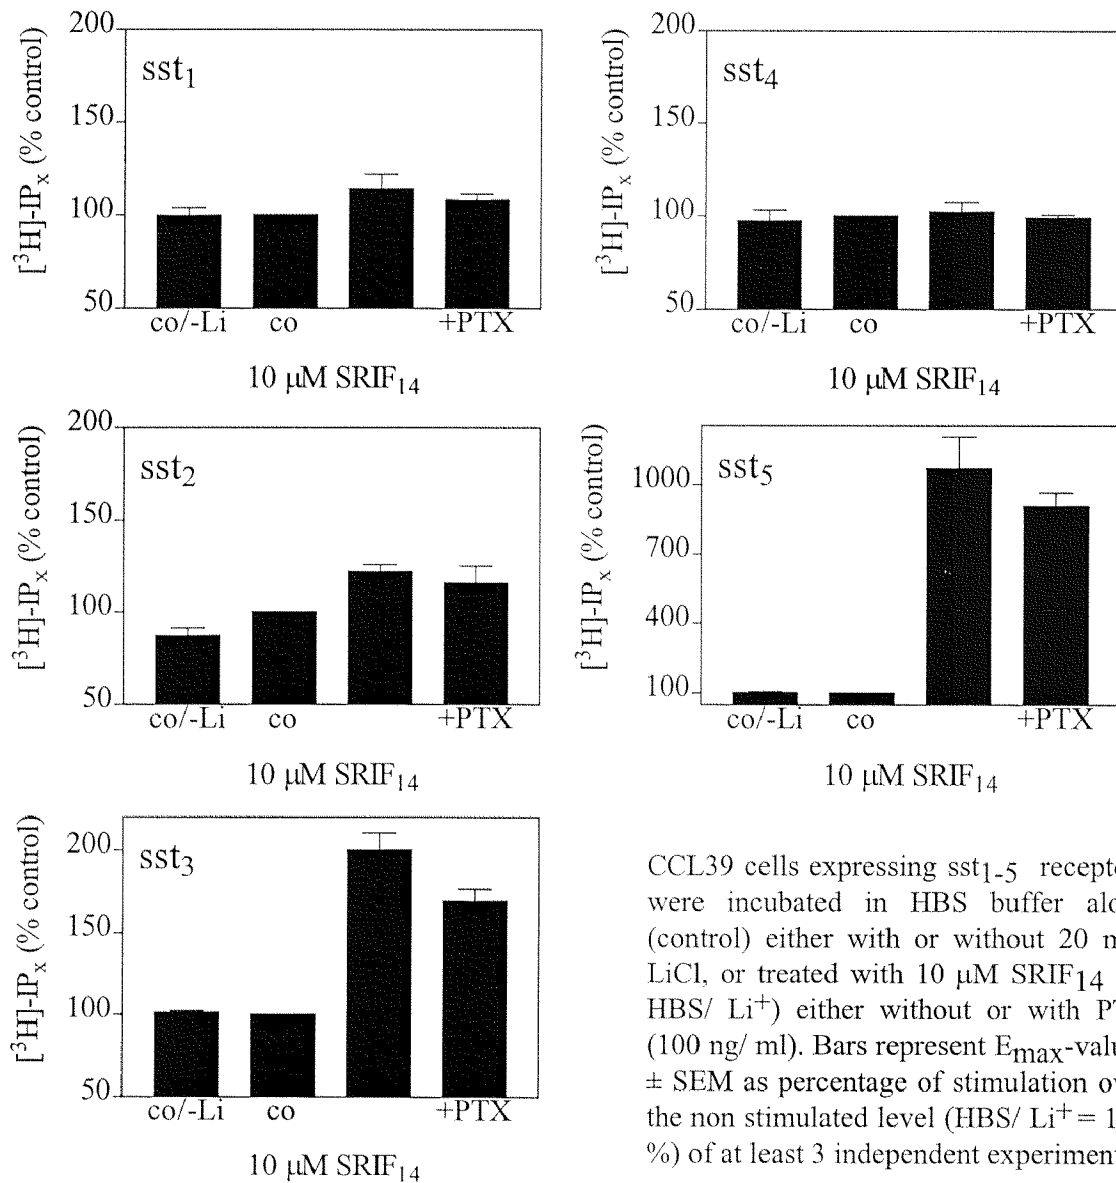 200
150
100
50
[³H]-IPₓ (% control)
sst₁
co/-Li co +PTX
10 μM SRIF₁₄
200
150
100
50
[³H]-IPₓ (% control)
sst₄
co/-Li co +PTX
10 μM SRIF₁₄
200
150
100
50
[³H]-IPₓ (% control)
sst₂
co/-Li co +PTX
10 μM SRIF₁₄
1000
700
400
100
[³H]-IPₓ (% control)
sst₅
co/-Li co +PTX
10 μM SRIF₁₄
200
150
100
50
[³H]-IPₓ (% control)
sst₃
co/-Li co +PTX
10 μM SRIF₁₄
CCL39 cells expressing sst₁₋₅
were incubated in HBS buffer
(control) either with or without 20
LiCl, or treated with 10 μM SRIF₁₄
HBS/ Li⁺) either without or with
(100 ng/ ml). Bars represent Eₘₐₓ
± SEM as percentage of stimulation
the non stimulated level (HBS/ Li⁺ =
%) of at least 3 independent